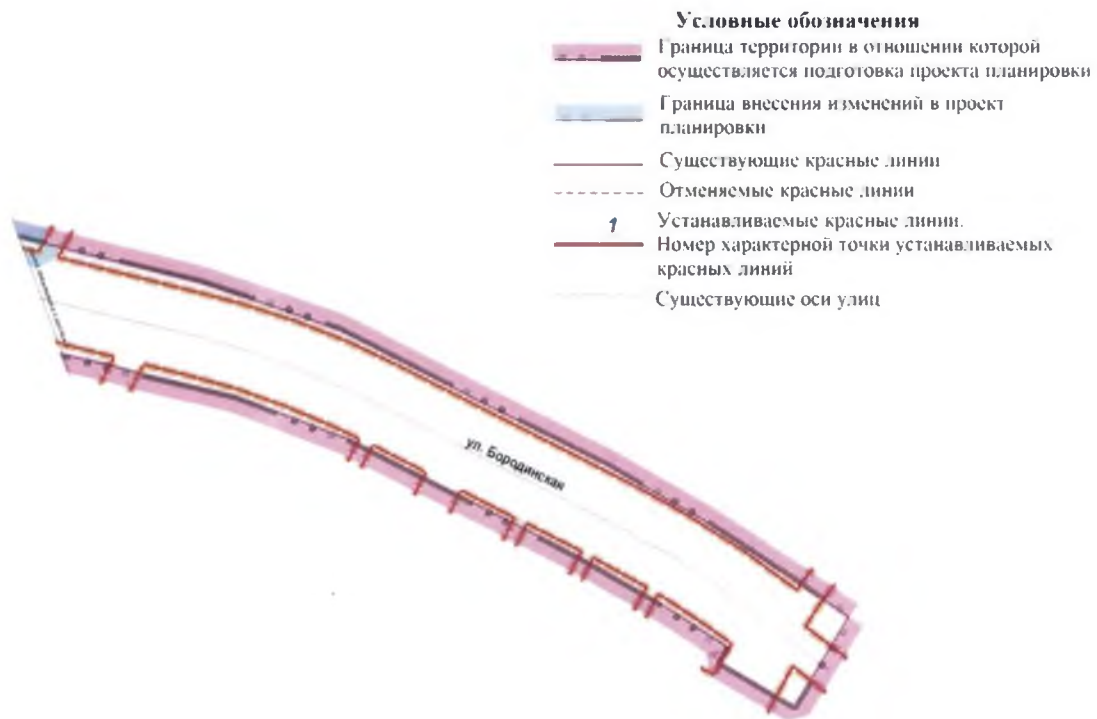 Условные обозначения
Граница территории в отношении которой
осуществляется подготовка проекта планировки
Граница внесения изменений в проект
планировки
Существующие красные линии
Отменяемые красные линии
1
Устанавливаемые красные линии.
Номер характерной точки устанавливаемых
красных линий
Существующие оси улиц
ул. Бородинская